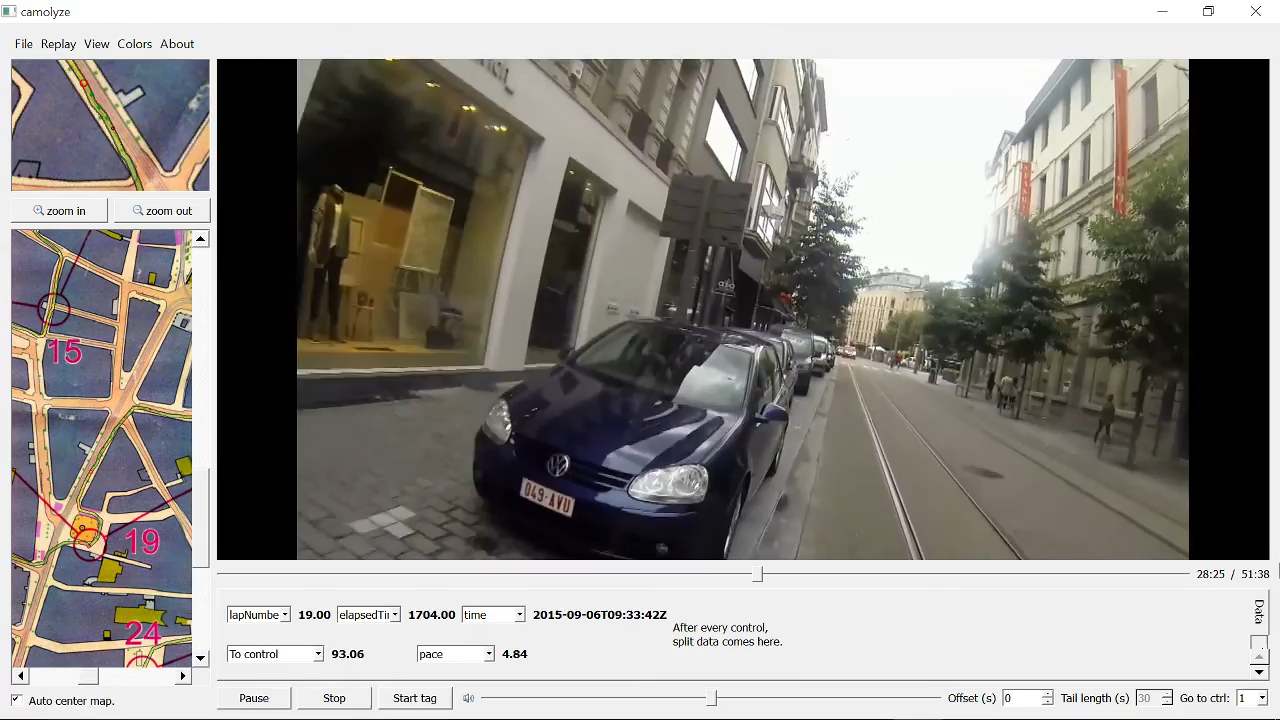 camolyze
File Replay View Colors About
zoom in zoom out
15
19
24
049-AVU
28:25 / 51:38
lapNumbe 19.00 elapsedTii 1704.00 time 2015-09-06T09:33:42Z
After every control,
split data comes here.
To control 93.06 pace 4.84
Data
Auto center map.
Pause Stop Start tag Offset (s) 0 Tail length (s) 30 Go to ctrl: 1